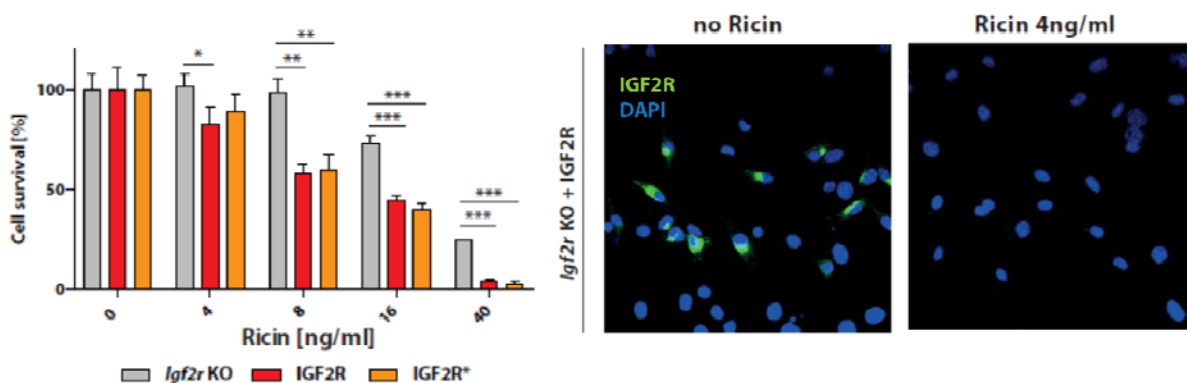 no Ricin
Ricin 4ng/ml
Cell survival [%]
100
50
0
*
**
**
***
***
***
***
0
4
8
16
40
Ricin [ng/ml]
Igf2r KO
IGF2R
IGF2R*
Igf2r KO + IGF2R
IGF2R
DAPI